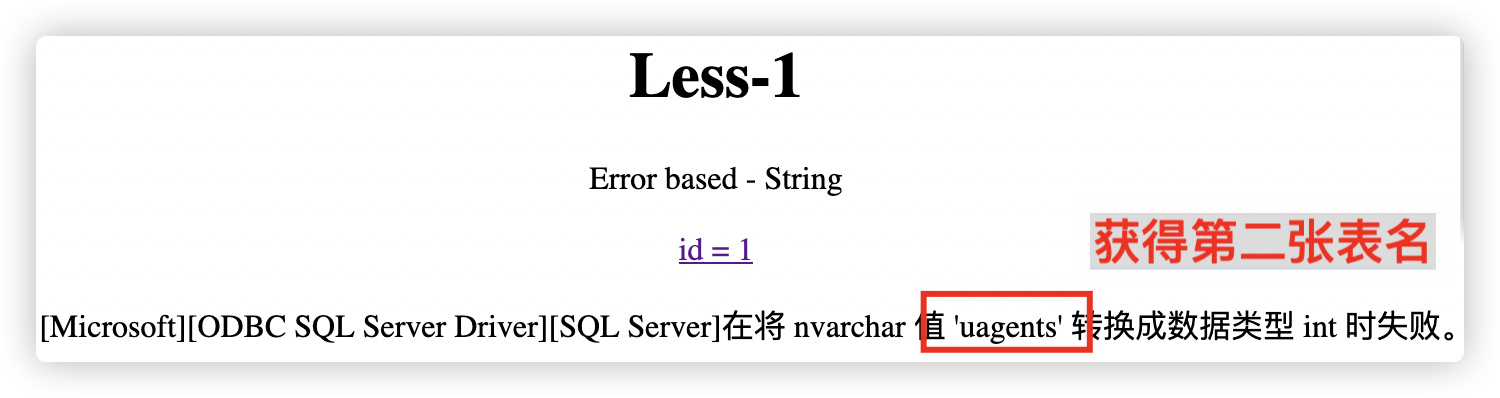 Less-1
Error based - String
id = 1
获得第二张表名
[Microsoft][ODBC SQL Server Driver][SQL Server]在将 nvarchar 值 'uagents' 转换成数据类型 int 时失败。